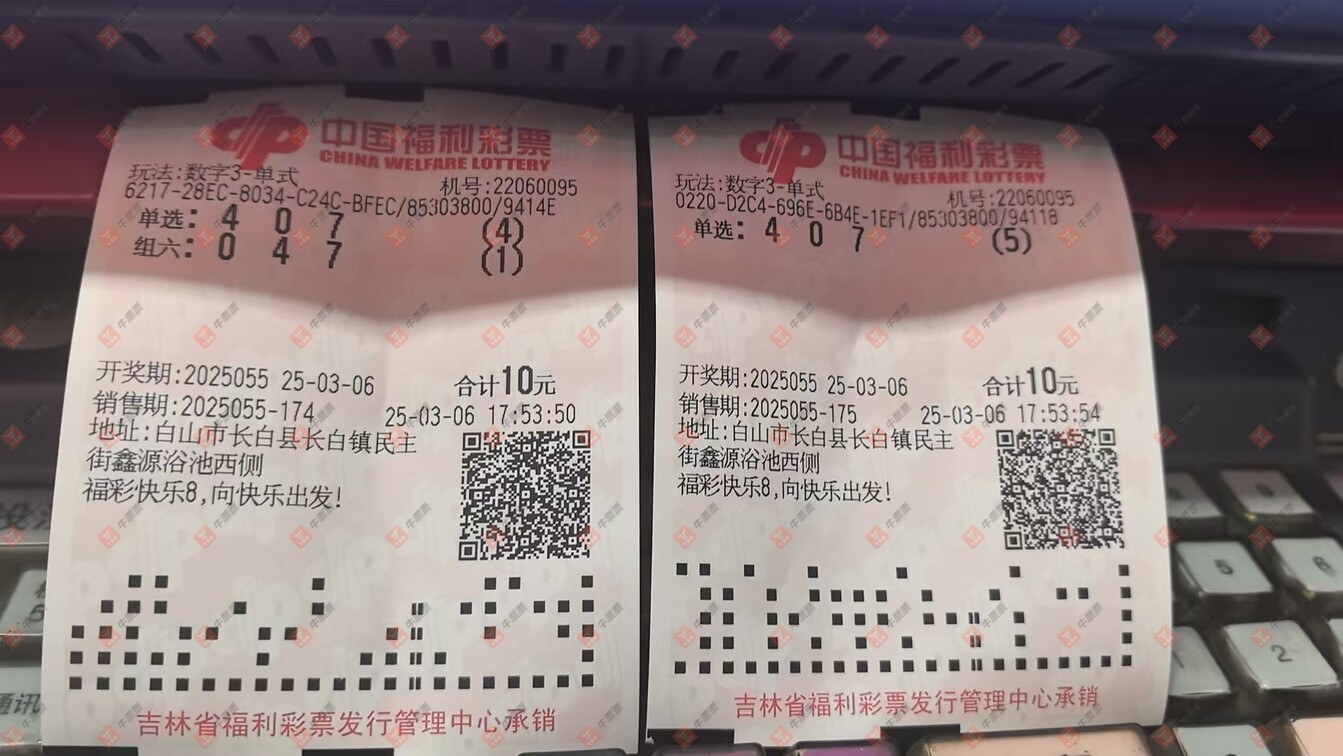 中国福利彩票
CHINA WELFARE LOTTERY
玩法:数字3-单式
机号:22060095
6217-28EC-8034-C24C-BFEC/85303800/9414E
单选: 4 0 7 (4)
组六: 0 4 7 (1)
开奖期:2025055 25-03-06 合计10元
销售期:2025055-174 25-03-06 17:53:50
地址:白山市长白县长白镇民主
街鑫源浴池西侧
福彩快乐8,向快乐出发!
吉林省福利彩票发行管理中心承销
中国福利彩票
CHINA WELFARE LOTTERY
玩法:数字3-单式
机号:22060095
0220-D2C4-696E-6B4E-1EF1/85303800/94118
单选: 4 0 7 (5)
开奖期:2025055 25-03-06 合计10元
销售期:2025055-175 25-03-06 17:53:54
地址:白山市长白县长白镇民主
街鑫源浴池西侧
福彩快乐8,向快乐出发!
吉林省福利彩票发行管理中心承销
5
6
2
通讯
牛票票